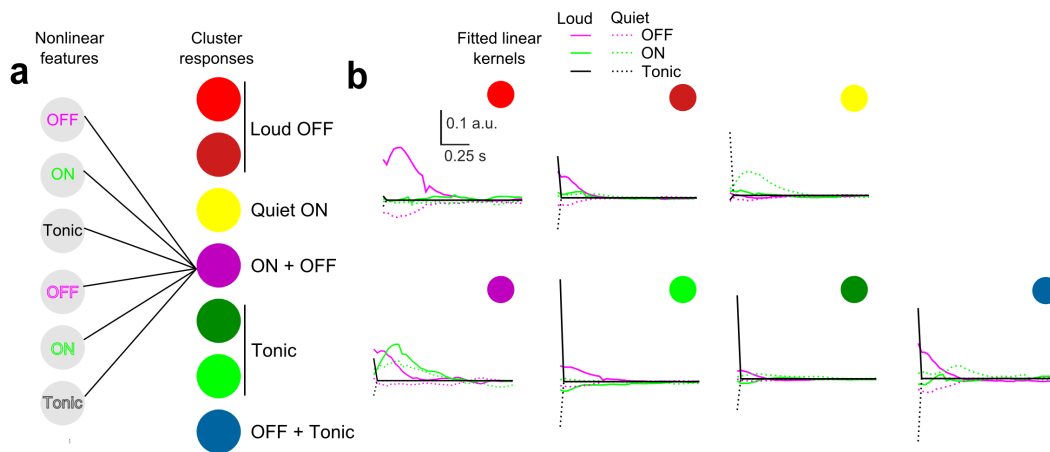 a
Nonlinear
features
Cluster
responses
OFF
ON
Tonic
OFF
ON
Tonic
Loud OFF
Quiet ON
ON + OFF
Tonic
OFF + Tonic
b
Fitted linear
kernels
Loud Quiet
OFF
ON
Tonic
0.1 a.u.
0.25 s